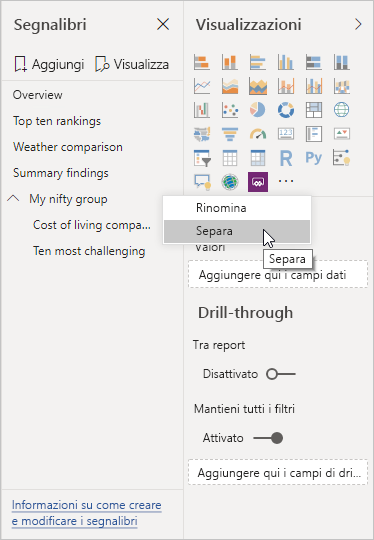 Segnalibri
Aggiungi
Visualizza
Overview
Top ten rankings
Weather comparison
Summary findings
My nifty group
Cost of living compa...
Ten most challenging
Informazioni su come creare
e modificare i segnalibri
Visualizzazioni
123
R
Py
Rinomina
Separa
Separa
Valori
Aggiungere qui i campi dati
Drill-through
Tra report
Disattivato
Mantieni tutti i filtri
Attivato
Aggiungere qui i campi di dri...